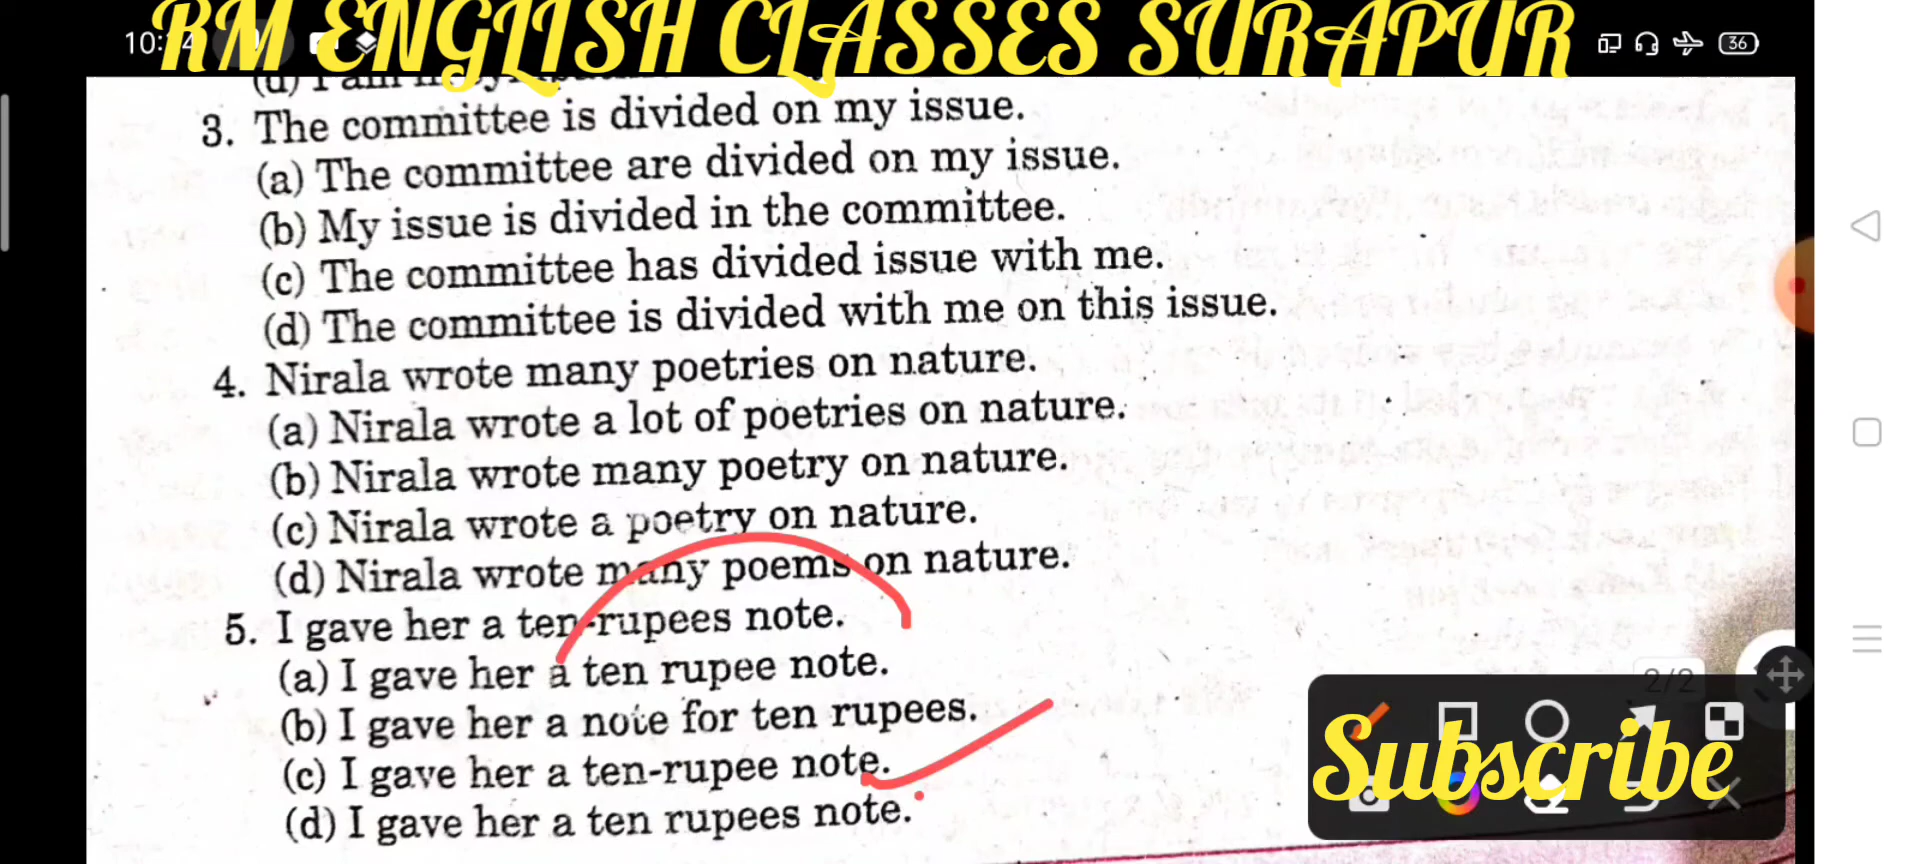 RM ENGLISH CLASSES SURAPUR
36
3. The committee is divided on my issue.
(a) The committee are divided on my issue.
(b) My issue is divided in the committee.
(c) The committee has divided issue with me.
(d) The committee is divided with me on this issue.
4. Nirala wrote many poetries on nature.
(a) Nirala wrote a lot of poetries on nature.
(b) Nirala wrote many poetry on nature.
(c) Nirala wrote a poetry on nature.
(d) Nirala wrote many poems on nature.
5. I gave her a ten-rupees note.
(a) I gave her a ten rupee note.
(b) I gave her a note for ten rupees.
(c) I gave her a ten-rupee note.
(d) I gave her a ten rupees note.
2/2
Subscribe